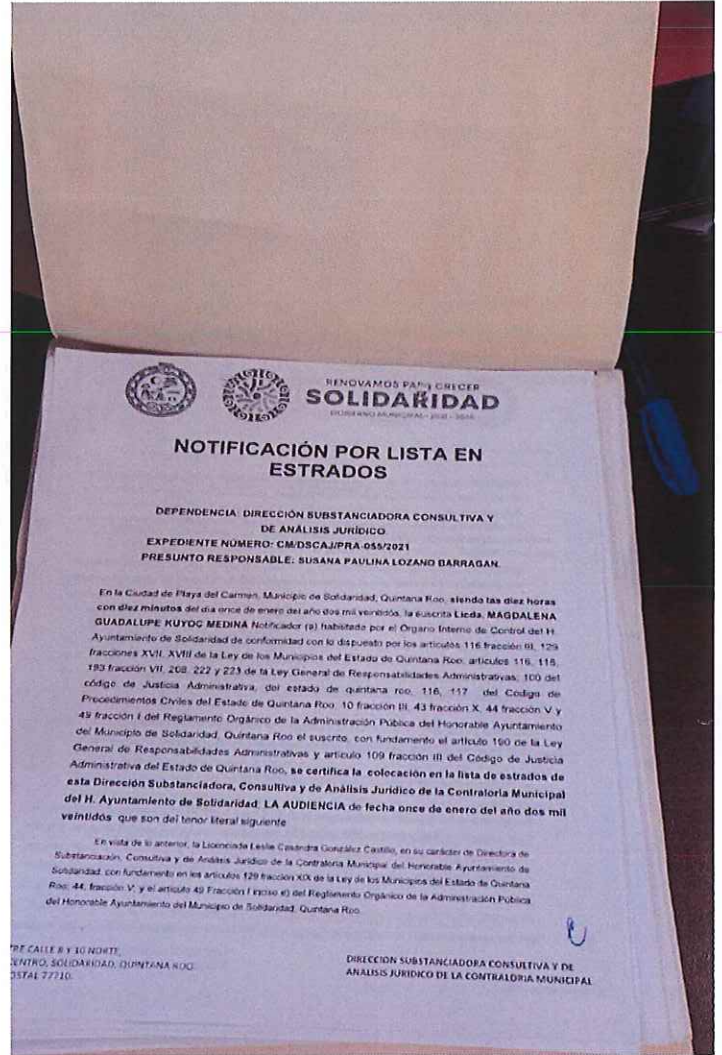 RENOVAMOS PARA CRECER
SOLIDARIDAD
GOBIERNO MUNICIPAL
NOTIFICACIÓN POR LISTA EN
ESTRADOS
DEPENDENCIA: DIRECCIÓN SUBSTANCIADORA CONSULTIVA Y
DE ANÁLISIS JURÍDICO
EXPEDIENTE NÚMERO: CM/DSCAJ/PRA-055/2021
PRESUNTO RESPONSABLE: SUSANA PAULINA LOZANO BARRAGAN.
En la Ciudad de Playa del Carmen, Municipio de Solidaridad, Quintana Roo, siendo las diez horas
con diez minutos del día once de enero del año dos mil veintidós, la suscrita Licda. MAGDALENA
GUADALUPE KUYOC MEDINA Notificador (a) habilitado por el Órgano Interno de Control del H.
Ayuntamiento de Solidaridad de conformidad con lo dispuesto por los artículos 116 fracción III, 129
fracciones XVII, XVIII de la Ley de los Municipios del Estado de Quintana Roo, artículos 116, 118,
193 fracción VII, 208, 222 y 223 de la Ley General de Responsabilidades Administrativas, 100 del
código de Justicia Administrativa, del estado de quintana roo, 116, 117 del Código de
Procedimientos Civiles del Estado de Quintana Roo, 10 fracción III, 43 fracción X, 44 fracción V y
49 fracción I del Reglamento Orgánico de la Administración Pública del Honorable Ayuntamiento
del Municipio de Solidaridad, Quintana Roo el suscrito, con fundamento el artículo 190 de la Ley
General de Responsabilidades Administrativas y artículo 109 fracción III del Código de Justicia
Administrativa del Estado de Quintana Roo, se certifica la colocación en la lista de estrados de
esta Dirección Substanciadora, Consultiva y de Análisis Jurídico de la Contraloría Municipal
del H. Ayuntamiento de Solidaridad, LA AUDIENCIA de fecha once de enero del año dos mil
veintidós que son del tenor literal siguiente
En vista de lo anterior, la Licenciada Leslie Casandra González Castillo, en su carácter de Directora de
Substanciación, Consultiva y de Análisis Jurídico de la Contraloría Municipal del Honorable Ayuntamiento de
Solidaridad, con fundamento en los artículos 129 fracción XIX de la Ley de los Municipios del Estado de Quintana
Roo; 44, fracción V, y el artículo 49 Fracción I inciso e) del Reglamento Orgánico de la Administración Pública
del Honorable Ayuntamiento del Municipio de Solidaridad, Quintana Roo.
TRE CALLE 8 Y 10 NORTE,
CENTRO, SOLIDARIDAD, QUINTANA ROO
OSTAL 77710.
DIRECCION SUBSTANCIADORA CONSULTIVA Y DE
ANALISIS JURIDICO DE LA CONTRALORIA MUNICIPAL